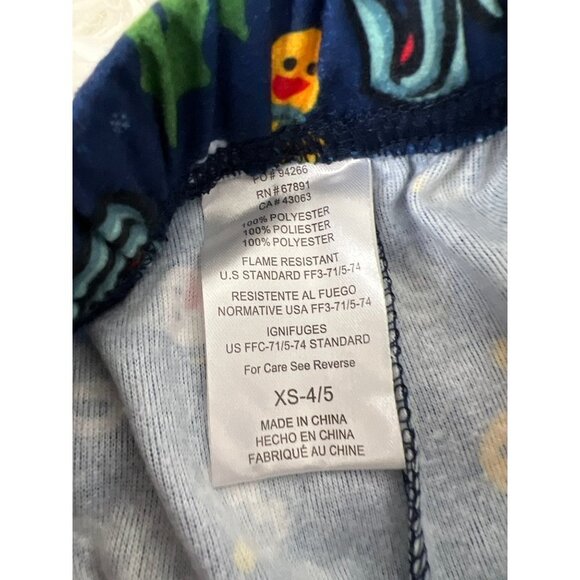 PO# 94266
RN# 67891
CA# 43063
100% POLYESTER
100% POLIESTER
100% POLYESTER
FLAME RESISTANT
U.S STANDARD FF3-71/5-74
RESISTENTE AL FUEGO
NORMATIVE USA FF3-71/5-74
IGNIFUGES
US FFC-71/5-74 STANDARD
For Care See Reverse
XS-4/5
MADE IN CHINA
HECHO EN CHINA
FABRIQUÉ AU CHINE